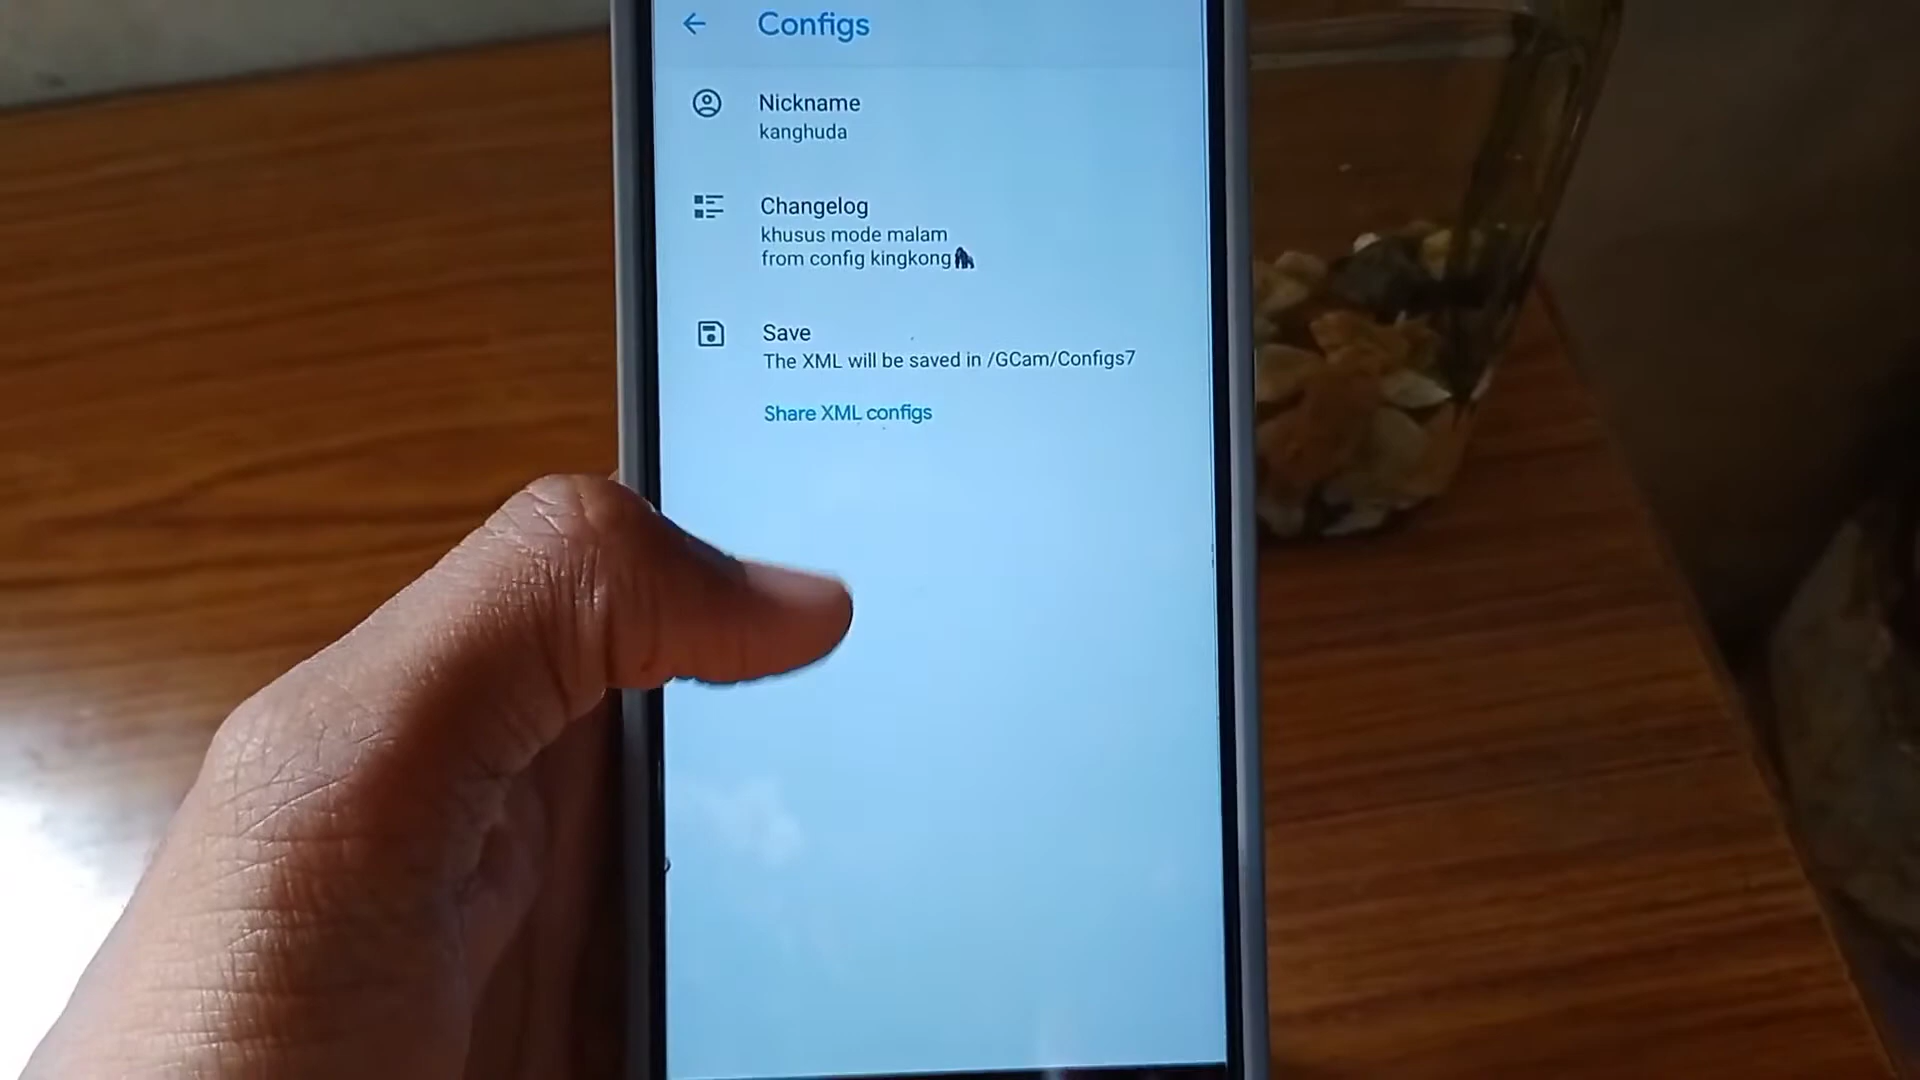 Configs
Nickname
kanghuda
Changelog
khusus mode malam
from config kingkong🦍
Save
The XML will be saved in /GCam/Configs7
Share XML configs